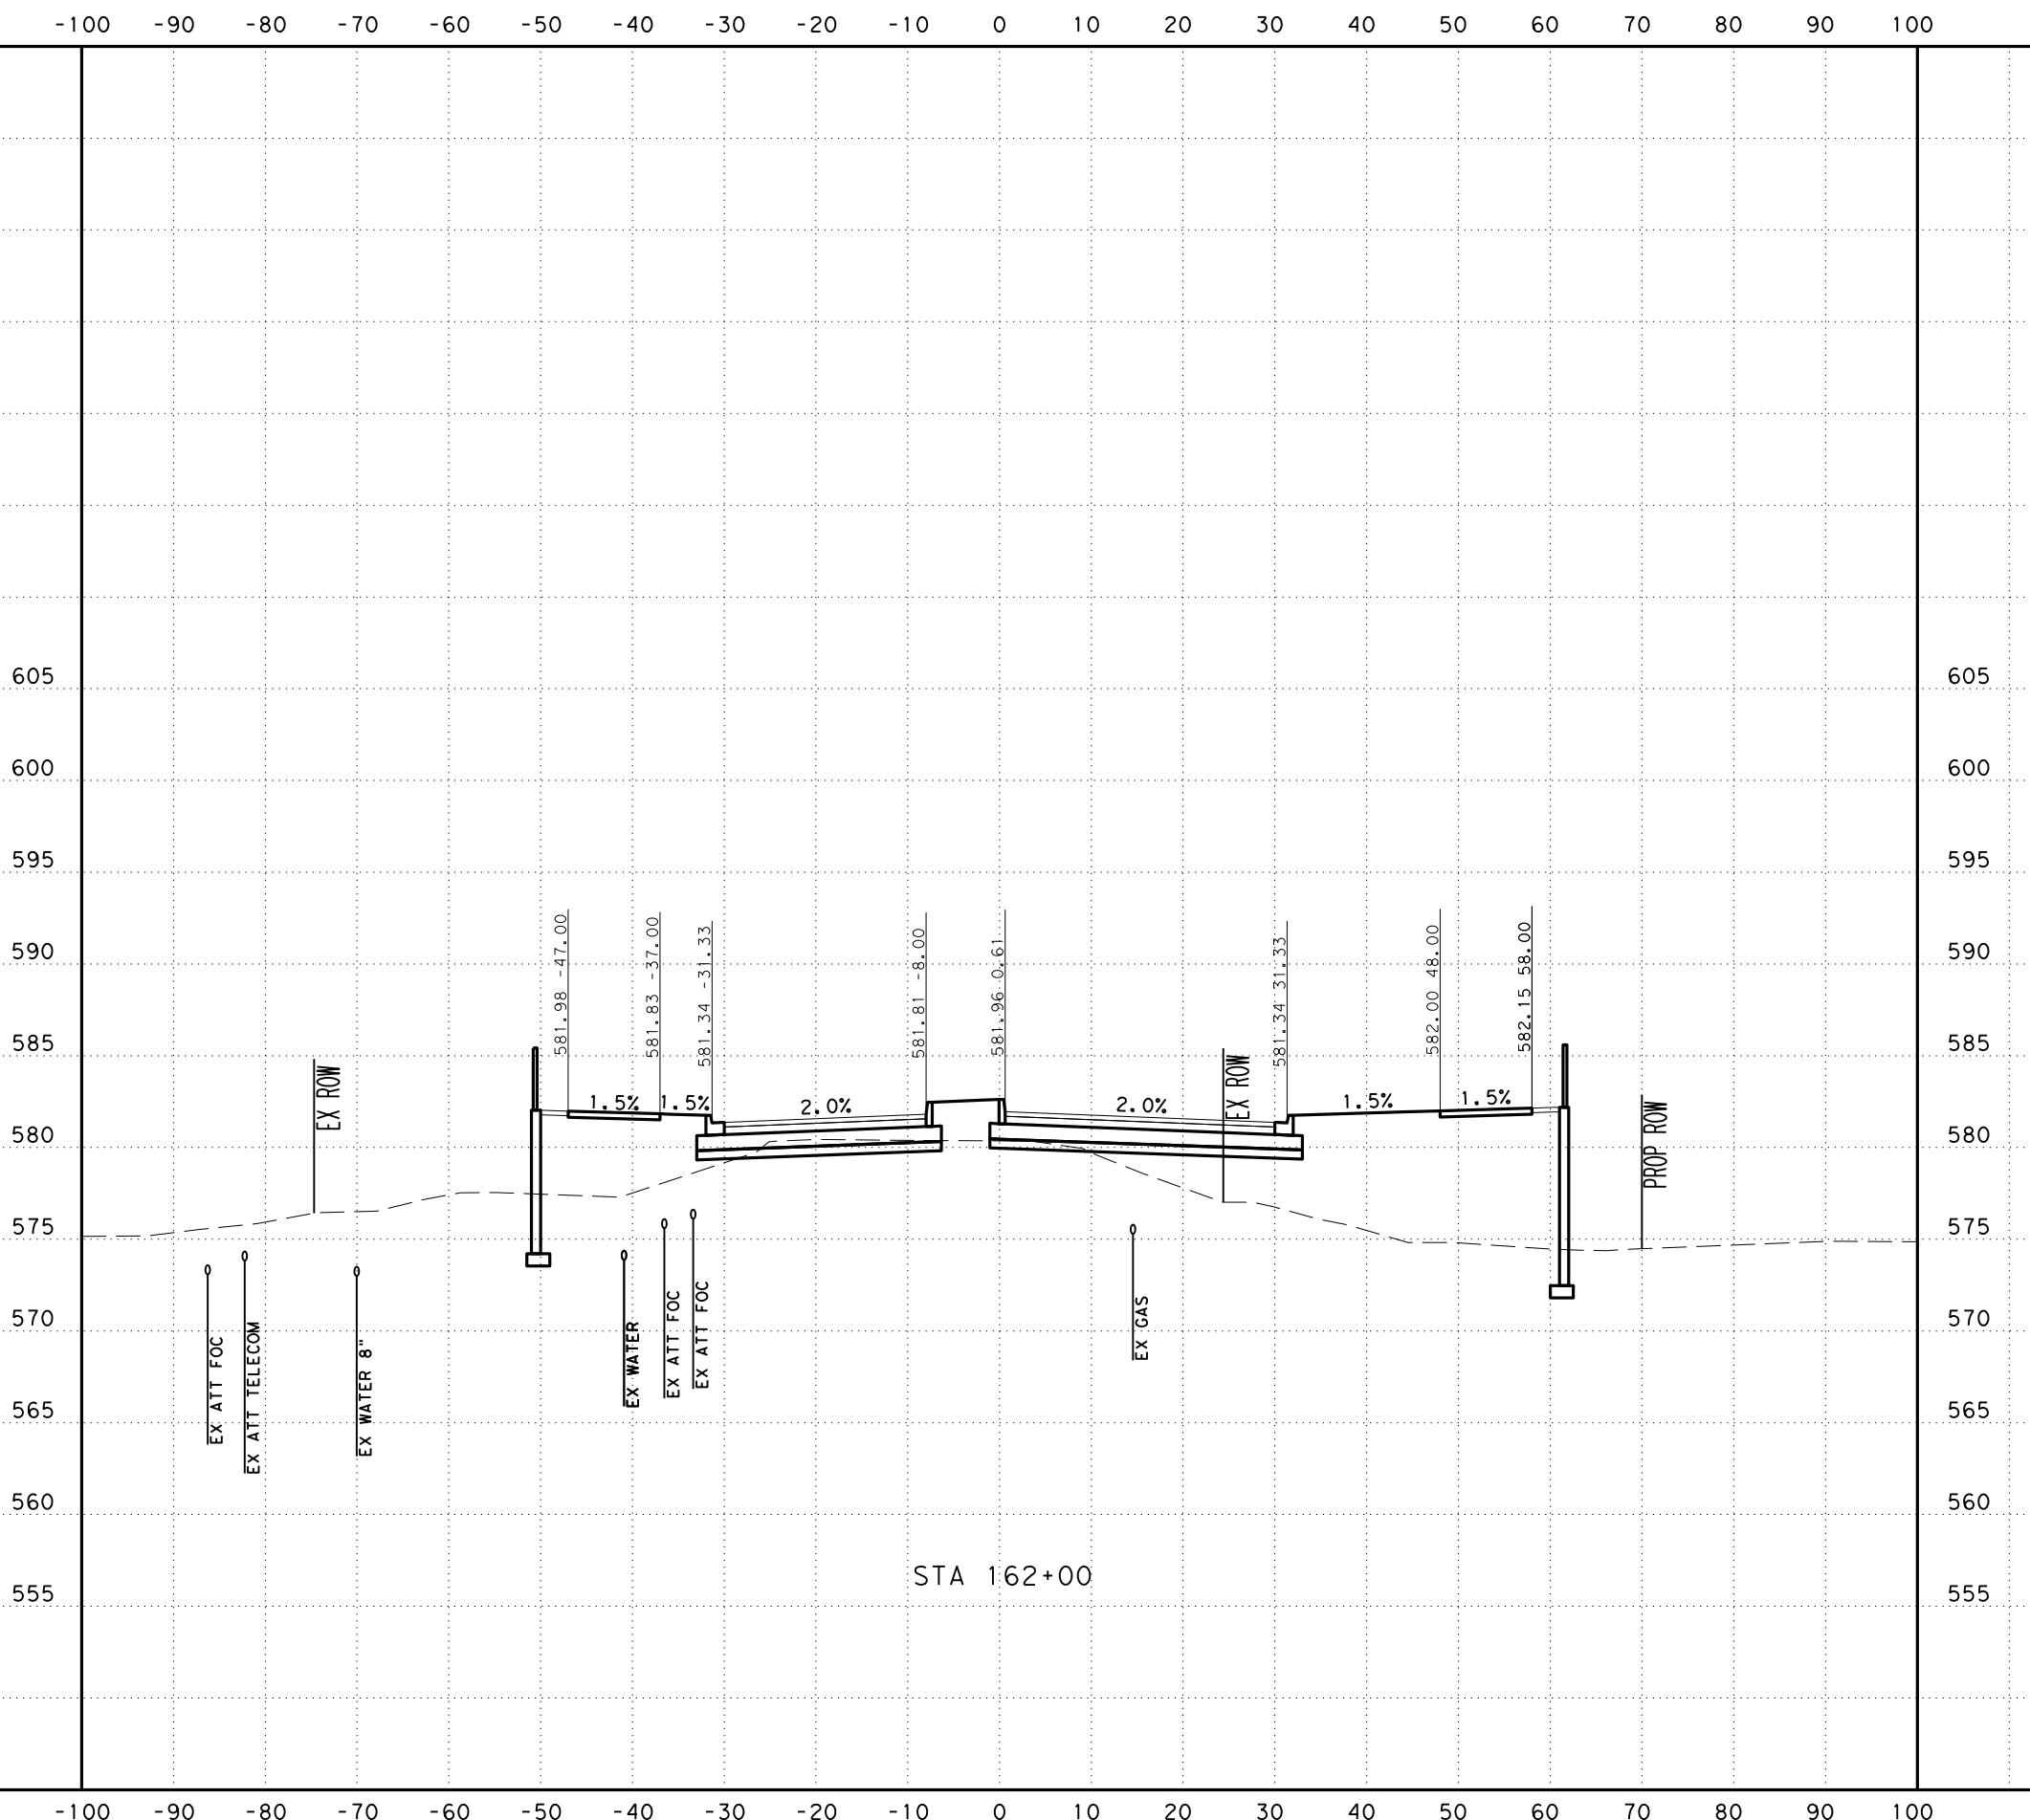 -100 -90 -80 -70 -60 -50 -40 -30 -20 -10 0 10 20 30 40 50 60 70 80 90 100
605 605
600 600
595 595
590 590
585 585
580 580
575 575
570 570
565 565
560 560
555 555
581.98 -47.00
581.83 -37.00
581.34 -31.33
581.81 -8.00
581.96 0.61
581.34 31.33
582.00 48.00
582.15 58.00
EX ROW
EX ROW
PROP ROW
1.5% 1.5% 2.0% 2.0% 1.5% 1.5%
EX ATT FOC
EX ATT TELECOM
EX WATER 8"
EX WATER
EX ATT FOC
EX ATT FOC
EX GAS
STA 162+00
-100 -90 -80 -70 -60 -50 -40 -30 -20 -10 0 10 20 30 40 50 60 70 80 90 100